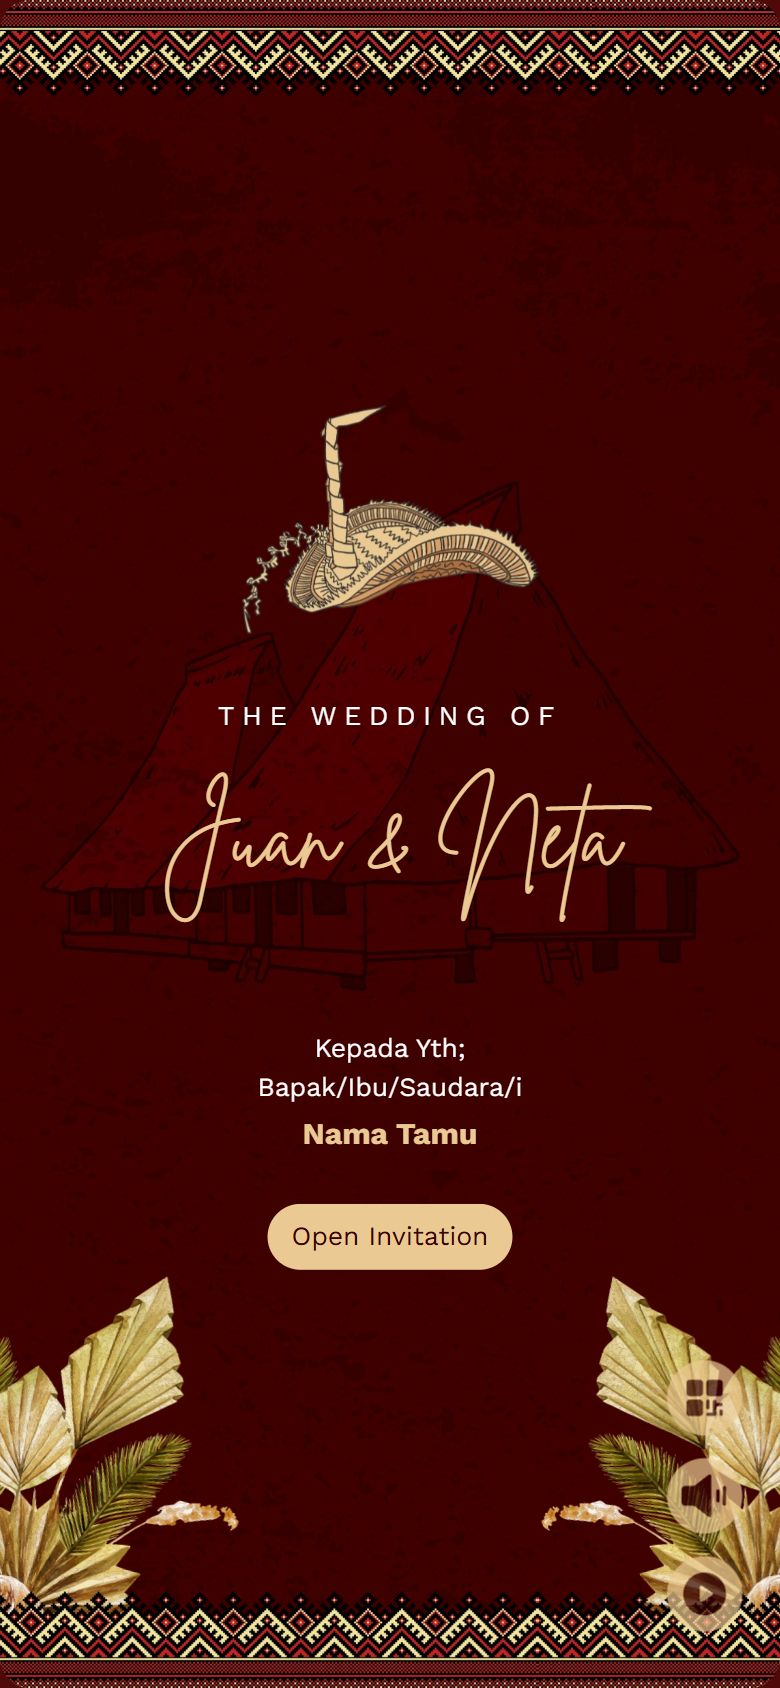 THE WEDDING OF
Juan & Neta
Kepada Yth;
Bapak/Ibu/Saudara/i
Nama Tamu
Open Invitation